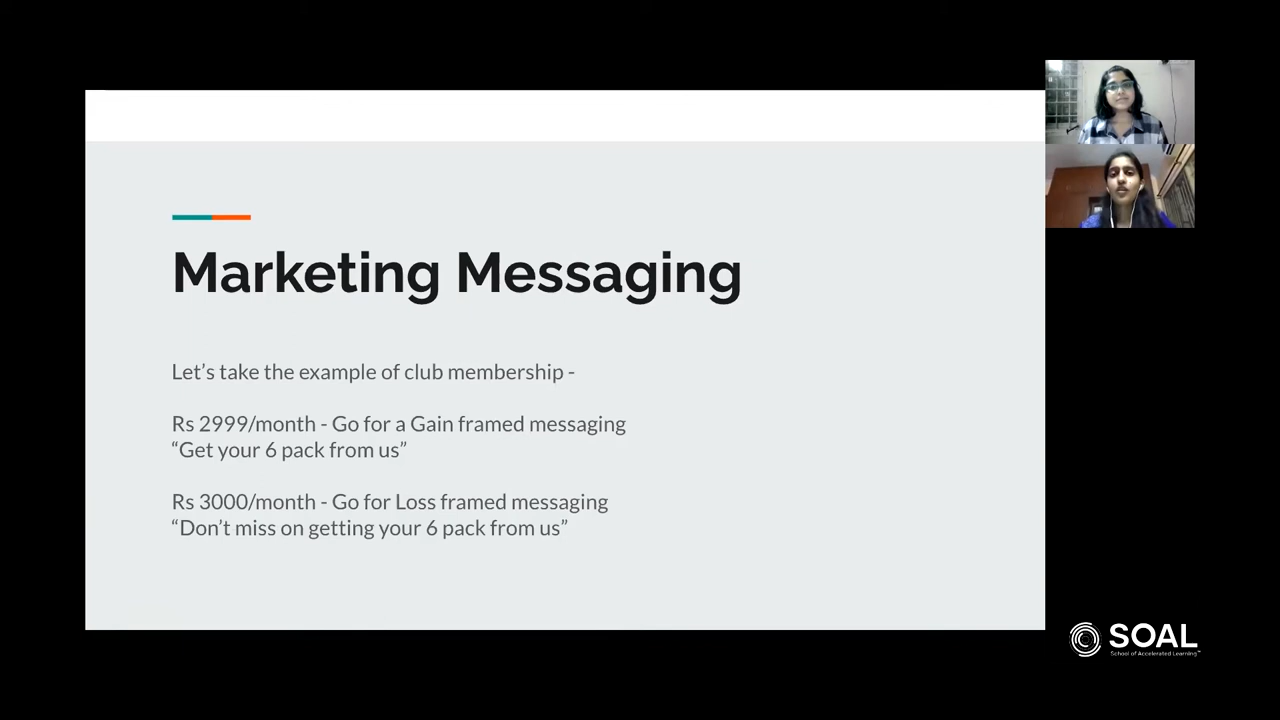 Marketing Messaging
Let’s take the example of club membership -
Rs 2999/month - Go for a Gain framed messaging
“Get your 6 pack from us”
Rs 3000/month - Go for Loss framed messaging
“Don’t miss on getting your 6 pack from us”
SOAL
School of Accelerated Learning™